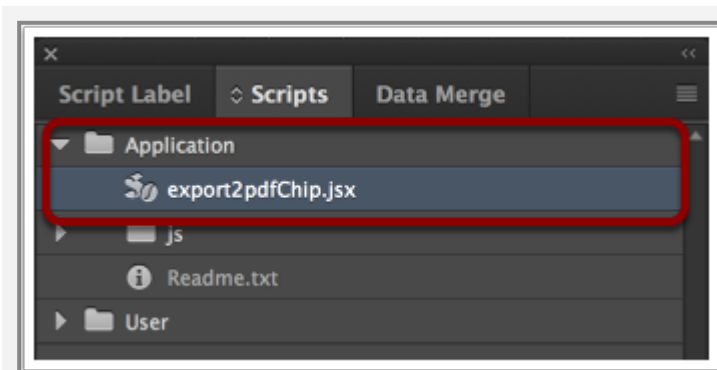 Script Label Scripts Data Merge
Application
export2pdfChip.jsx
js
Readme.txt
User